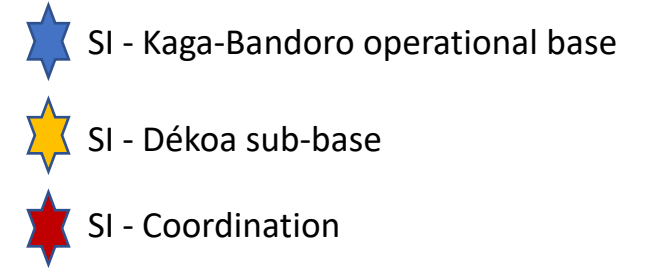 SI - Kaga-Bandoro operational base
SI - Dékoa sub-base
SI - Coordination